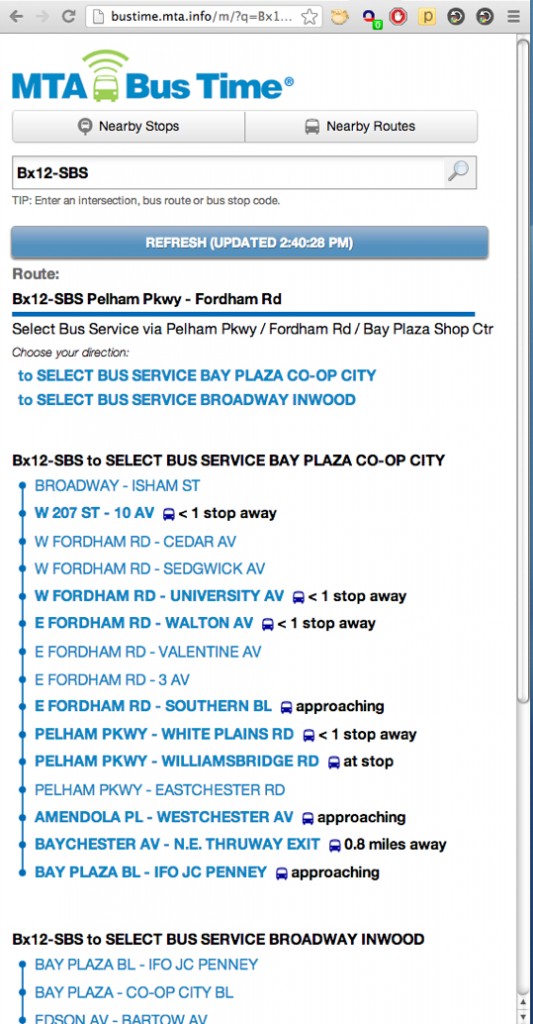 bustime.mta.info/m/?q=Bx1...
0
p
MTA Bus Time®
Nearby Stops
Nearby Routes
Bx12-SBS
TIP: Enter an intersection, bus route or bus stop code.
REFRESH (UPDATED 2:40:28 PM)
Route:
Bx12-SBS Pelham Pkwy - Fordham Rd
Select Bus Service via Pelham Pkwy / Fordham Rd / Bay Plaza Shop Ctr
Choose your direction:
to SELECT BUS SERVICE BAY PLAZA CO-OP CITY
to SELECT BUS SERVICE BROADWAY INWOOD
Bx12-SBS to SELECT BUS SERVICE BAY PLAZA CO-OP CITY
BROADWAY - ISHAM ST
W 207 ST - 10 AV < 1 stop away
W FORDHAM RD - CEDAR AV
W FORDHAM RD - SEDGWICK AV
W FORDHAM RD - UNIVERSITY AV < 1 stop away
E FORDHAM RD - WALTON AV < 1 stop away
E FORDHAM RD - VALENTINE AV
E FORDHAM RD - 3 AV
E FORDHAM RD - SOUTHERN BL approaching
PELHAM PKWY - WHITE PLAINS RD < 1 stop away
PELHAM PKWY - WILLIAMSBRIDGE RD at stop
PELHAM PKWY - EASTCHESTER RD
AMENDOLA PL - WESTCHESTER AV approaching
BAYCHESTER AV - N.E. THRUWAY EXIT 0.8 miles away
BAY PLAZA BL - IFO JC PENNEY approaching
Bx12-SBS to SELECT BUS SERVICE BROADWAY INWOOD
BAY PLAZA BL - IFO JC PENNEY
BAY PLAZA - CO-OP CITY BL
EDSON AV - BARTOW AV